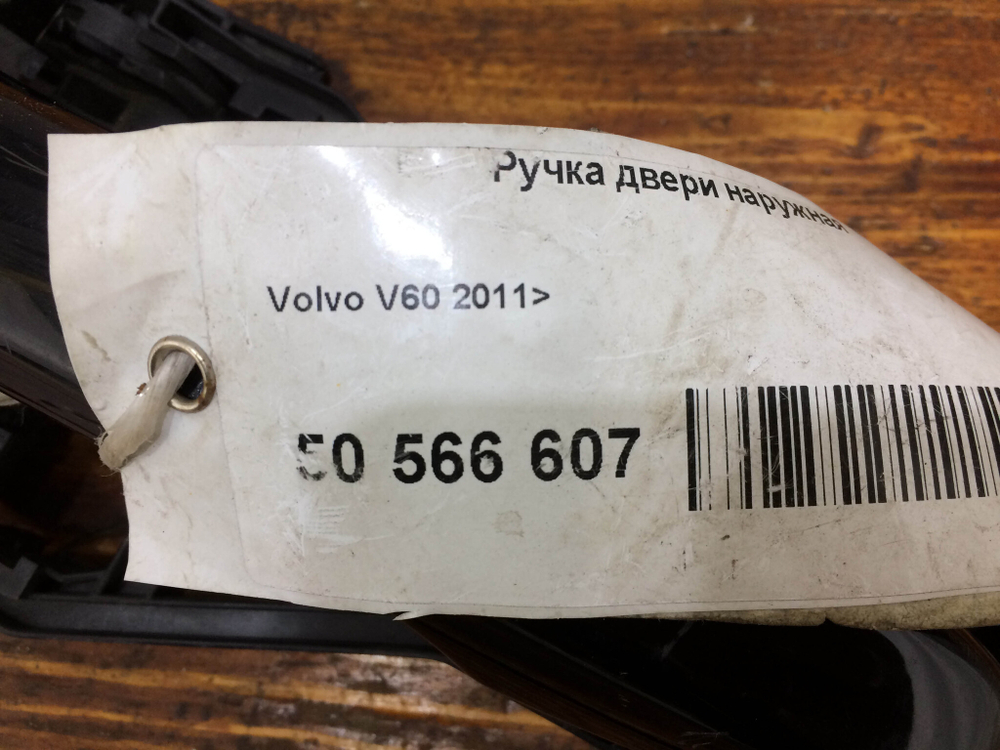 Ручка двери наружная
Volvo V60 2011>
50 566 607